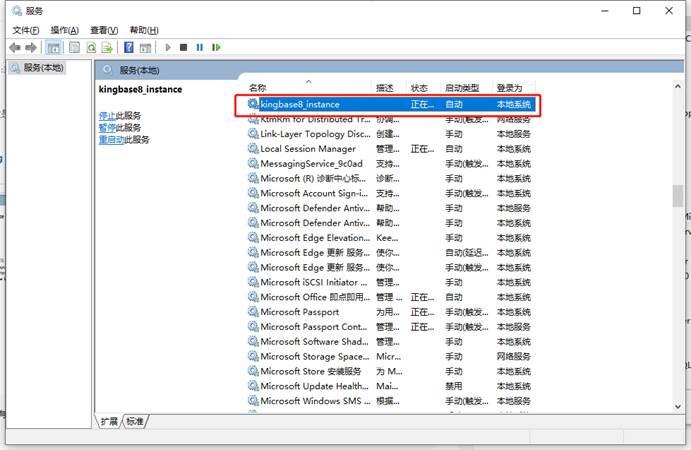 服务
文件(F) 操作(A) 查看(V) 帮助(H)
服务(本地)
服务(本地)
kingbase8_instance
停止此服务
暂停此服务
重启动此服务
名称 描述 状态 启动类型 登录为
kingbase8_instance 正在... 自动 本地系统
KtmRm for Distributed Tr... 协调... 手动(触发... 网络服务
Link-Layer Topology Disc... 创建... 手动 本地服务
Local Session Manager 管理... 正在... 自动 本地系统
MessagingService_9c0ad 支持... 手动(触发... 本地系统
Microsoft (R) 诊断中心标... 诊断... 手动 本地系统
Microsoft Account Sign-i... 支持... 手动(触发... 本地系统
Microsoft Defender Antiv... 帮助... 手动 本地服务
Microsoft Defender Antiv... 帮助... 手动 本地系统
Microsoft Edge Elevation... Kee... 手动 本地系统
Microsoft Edge 更新 服务... 使你... 自动(延迟... 本地系统
Microsoft Edge 更新 服务... 使你... 手动(触发... 本地系统
Microsoft iSCSI Initiator ... 管理... 手动 本地系统
Microsoft Office 即点即用... 管理 ... 正在... 自动 本地系统
Microsoft Passport 为用... 正在... 手动(触发... 本地系统
Microsoft Passport Cont... 管理... 正在... 手动(触发... 本地服务
Microsoft Software Shad... 管理... 手动 本地系统
Microsoft Storage Space... Micr... 手动 网络服务
Microsoft Store 安装服务 为 M... 手动 本地系统
Microsoft Update Health... Mai... 禁用 本地系统
Microsoft Windows SMS ... 根据... 手动(触发... 本地服务
扩展 标准